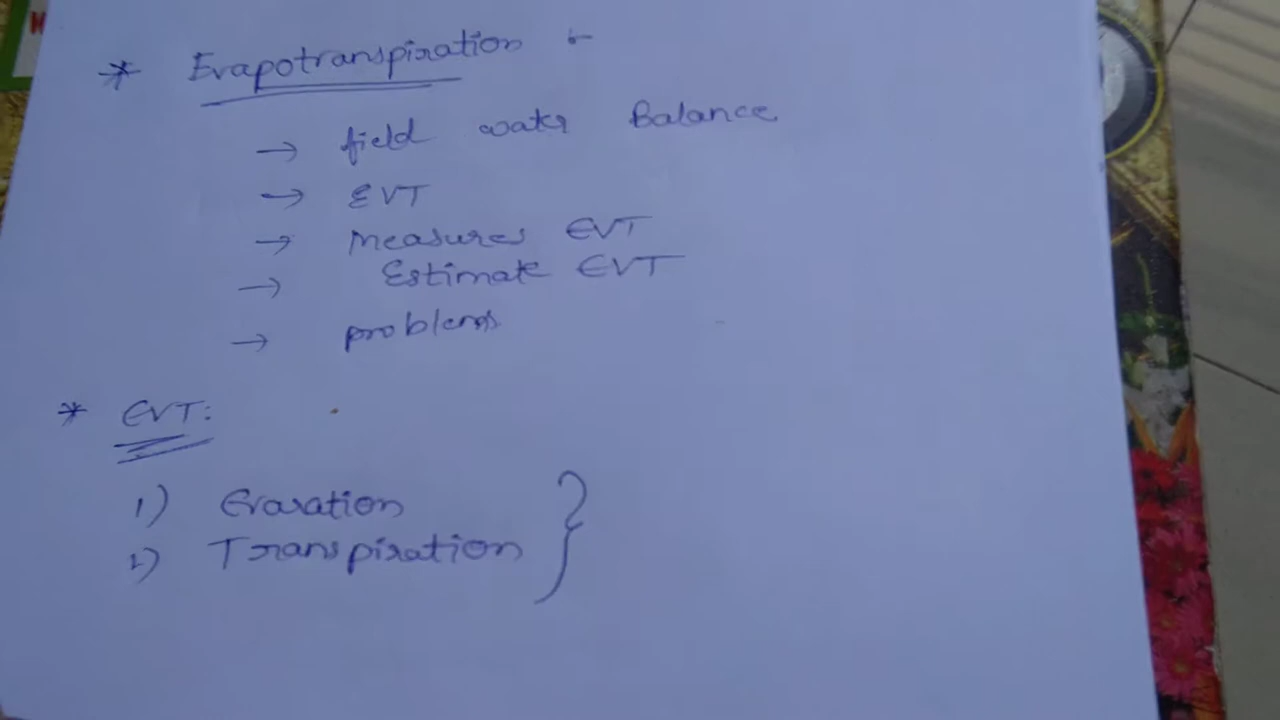 * Evapotranspiration :-
→ field water Balance
→ EVT
→ Measures EVT
→ Estimate EVT
→ problems
* EVT:
1) Evaration
2) Transpiration }